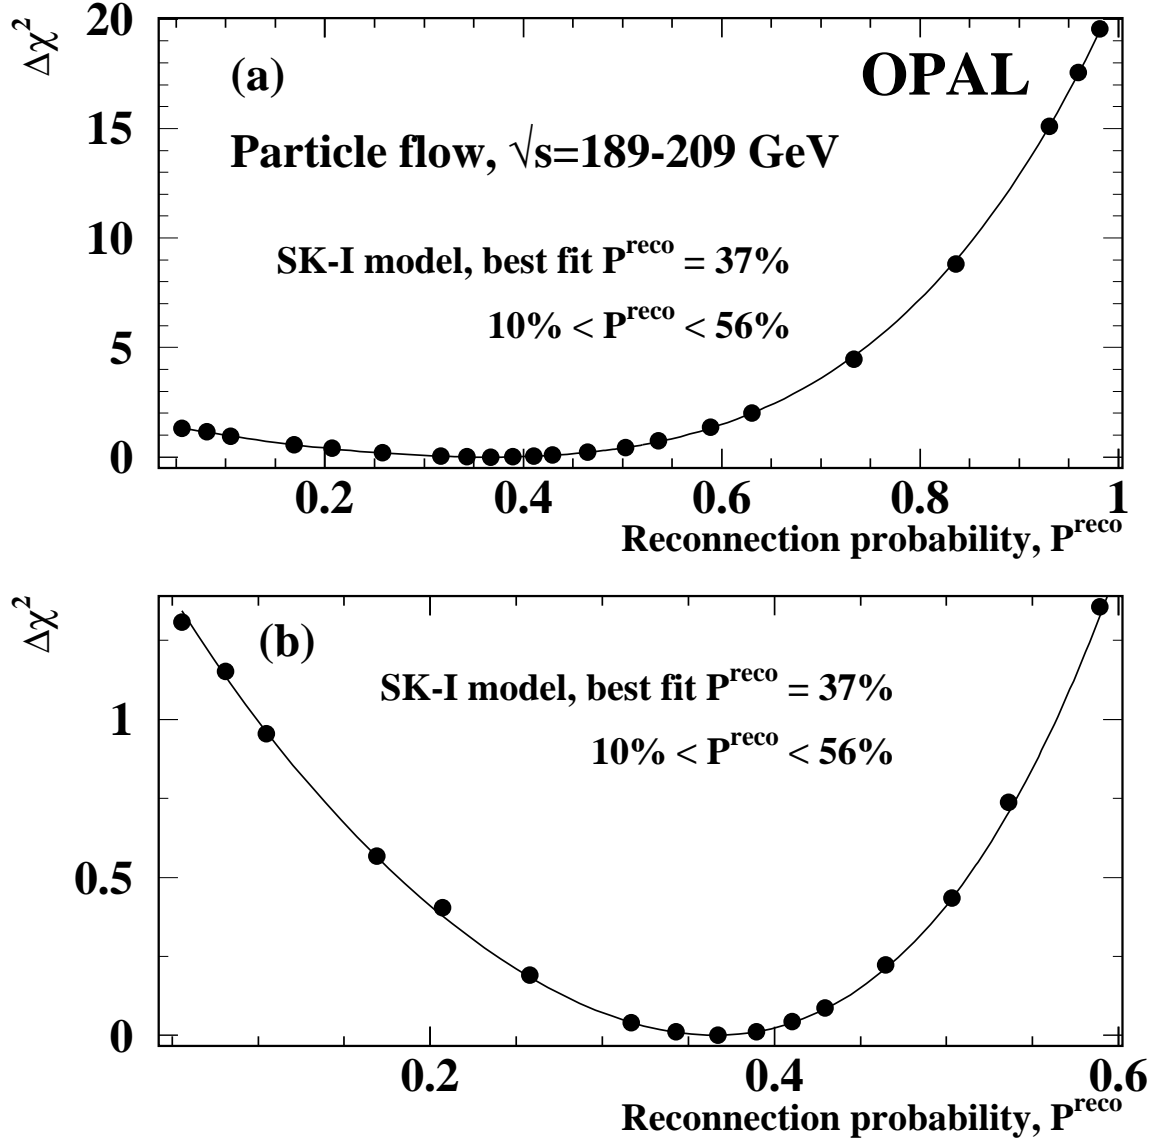 Δχ²
20
15
10
5
0
(a)
OPAL
Particle flow, √s=189-209 GeV
SK-I model, best fit P^reco = 37%
10% < P^reco < 56%
0.2 0.4 0.6 0.8 1
Reconnection probability, P^reco
Δχ²
1
0.5
0
(b)
SK-I model, best fit P^reco = 37%
10% < P^reco < 56%
0.2 0.4 0.6
Reconnection probability, P^reco